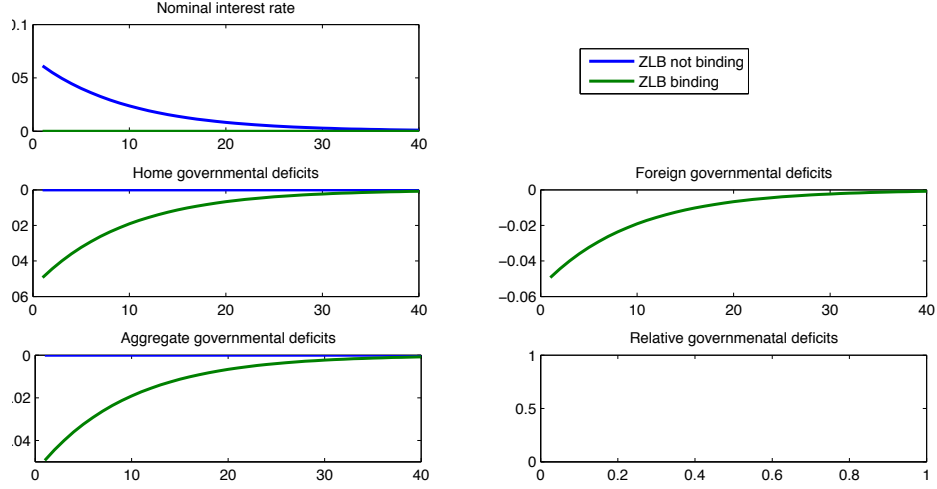 Nominal interest rate
0.1
05
0
0 10 20 30 40
ZLB not binding
ZLB binding
Home governmental deficits
0
02
04
06
0 10 20 30 40
Foreign governmental deficits
0
−0.02
−0.04
−0.06
0 10 20 30 40
Aggregate governmental deficits
0
.02
.04
0 10 20 30 40
Relative governmenatal deficits
1
0.5
0
0 0.2 0.4 0.6 0.8 1